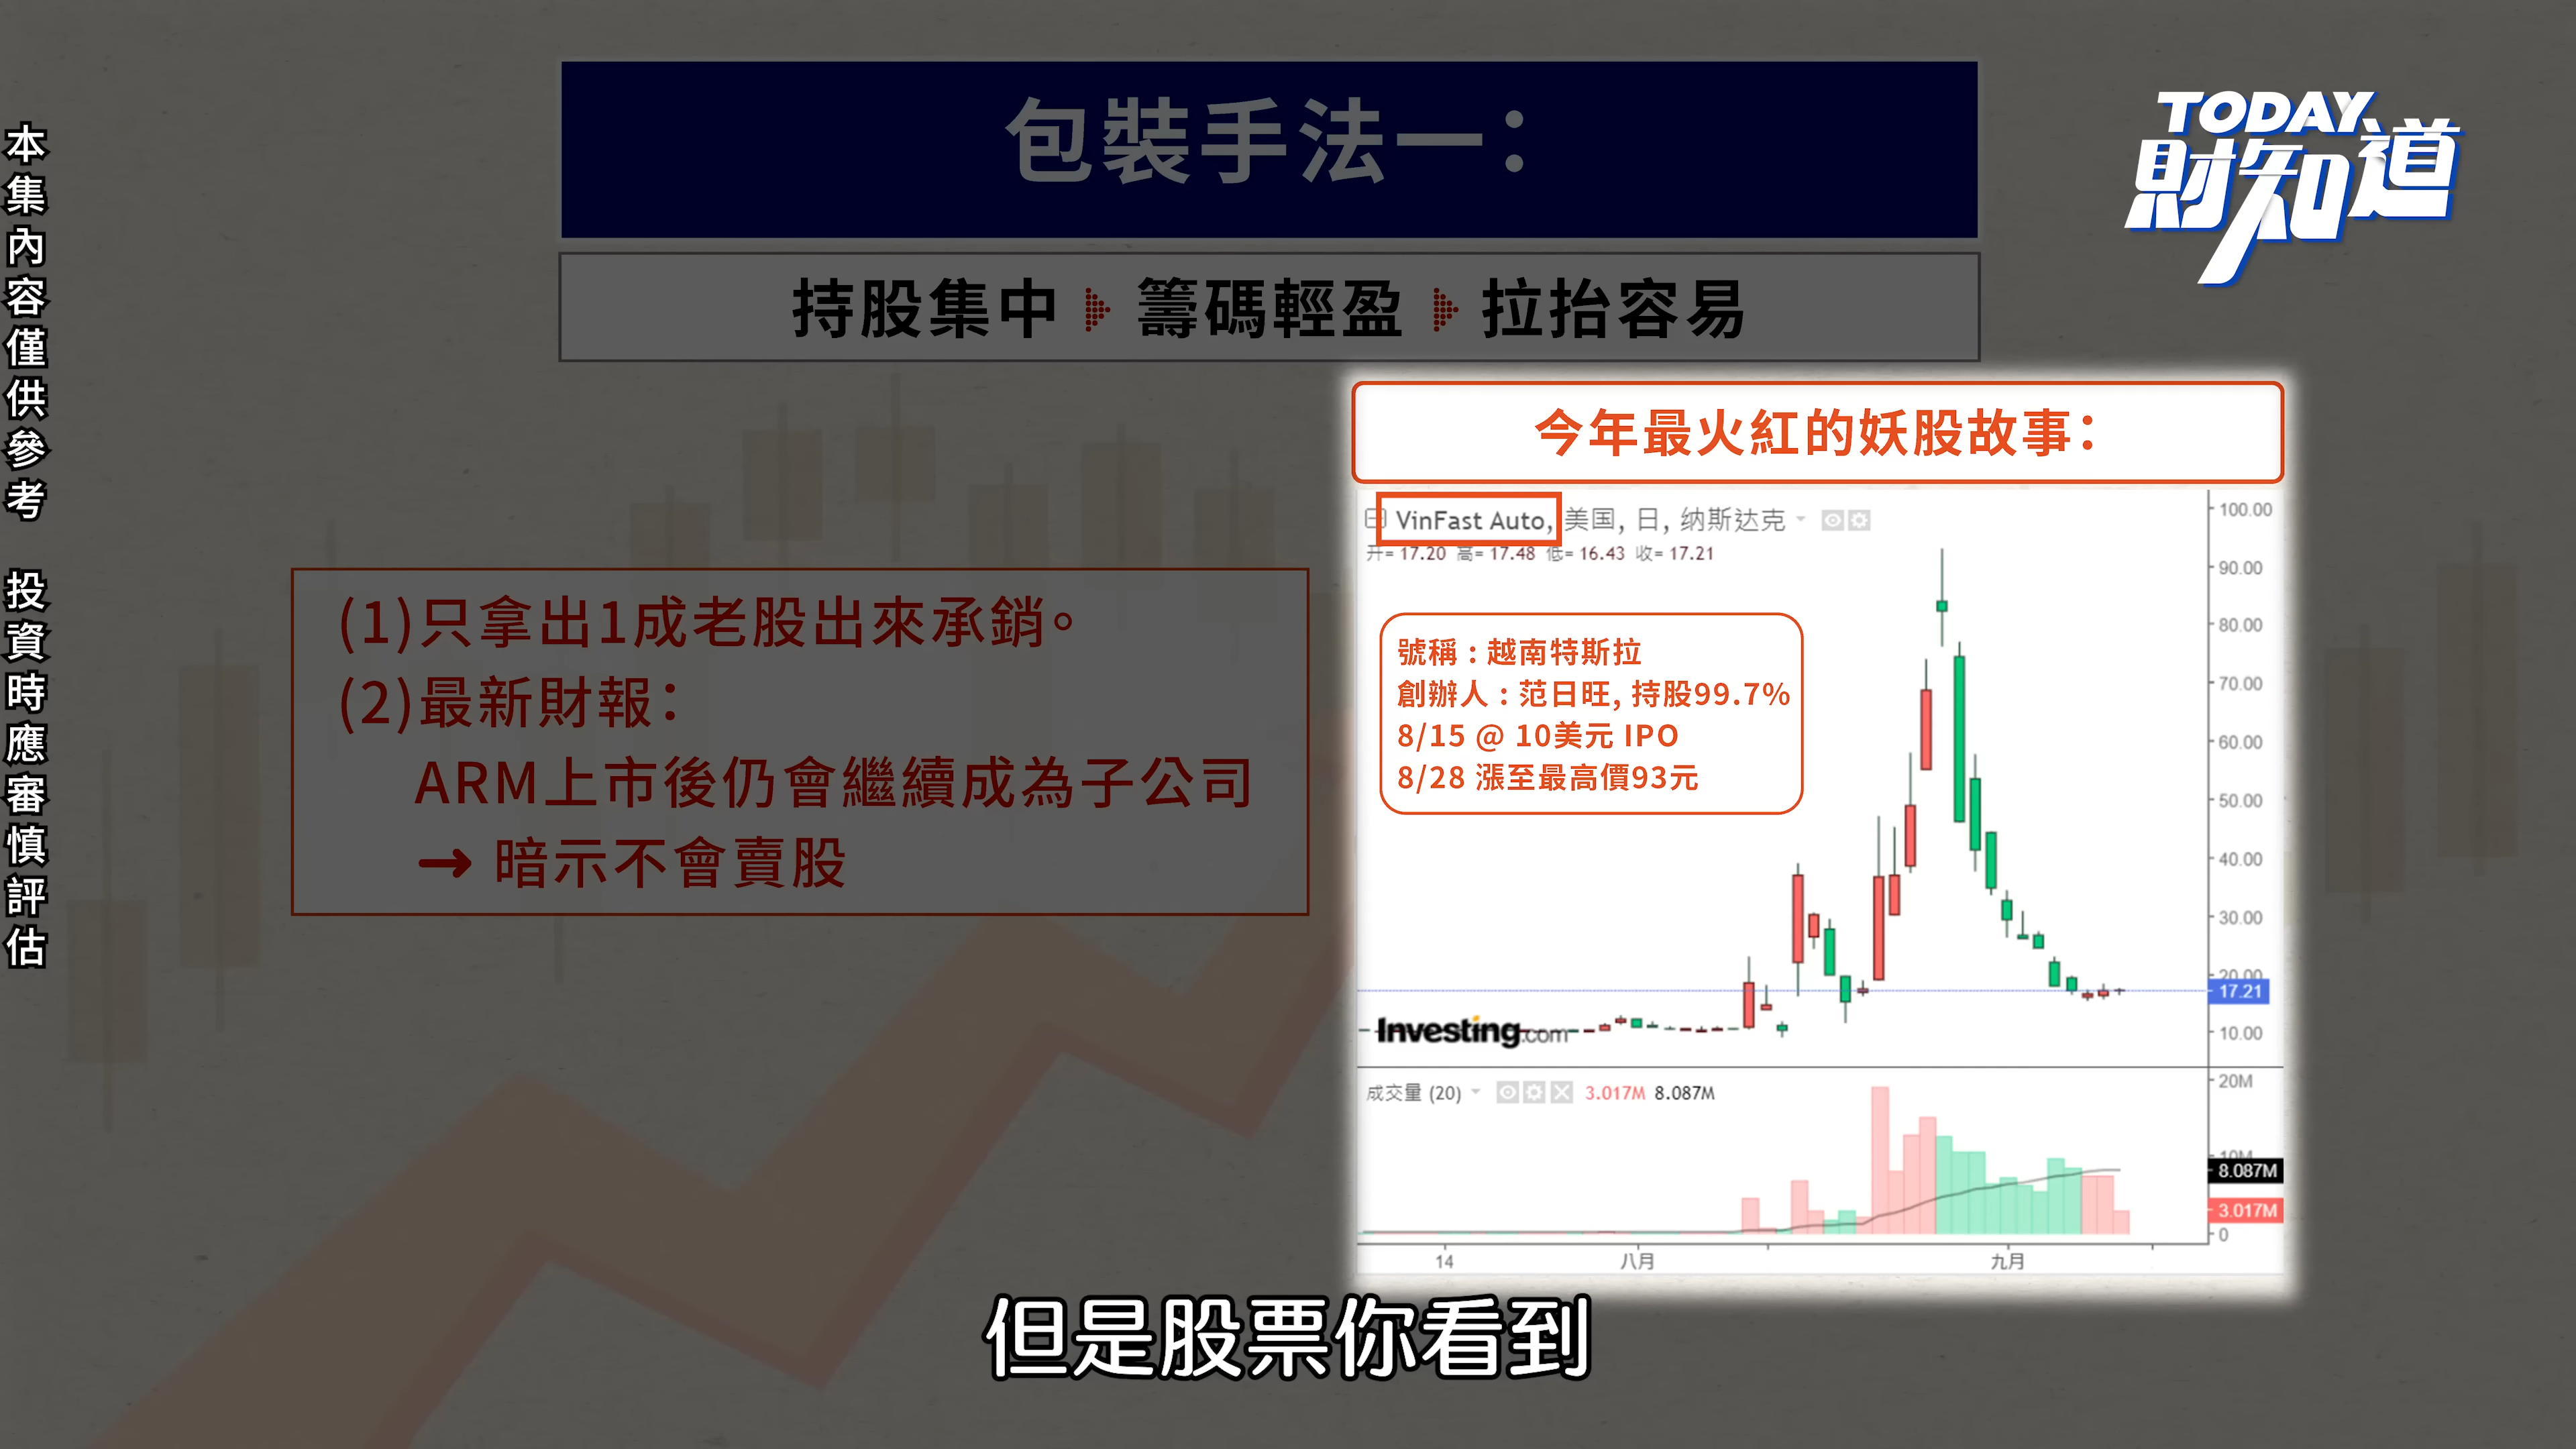 包裝手法一：
TODAY
財知道
持股集中 籌碼輕盈 拉抬容易
本集內容僅供參考 投資時應審慎評估
(1)只拿出1成老股出來承銷。
(2)最新財報：
ARM上市後仍會繼續成為子公司
→ 暗示不會賣股
今年最火紅的妖股故事：
VinFast Auto, 美国, 日, 纳斯达克
开= 17.20 高= 17.48 低= 16.43 收= 17.21
號稱：越南特斯拉
創辦人：范日旺, 持股99.7%
8/15 @ 10美元 IPO
8/28 漲至最高價93元
100.00
90.00
80.00
70.00
60.00
50.00
40.00
30.00
20.00
17.21
10.00
Investing.com
成交量 (20) 3.017M 8.087M
20M
10M
8.087M
3.017M
0
14 八月 九月
但是股票你看到